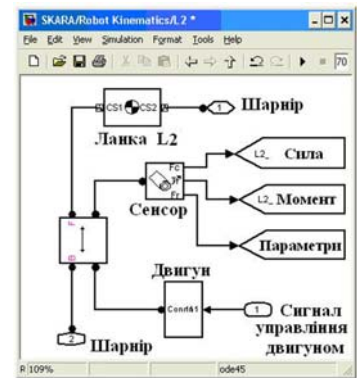 SKARA/Robot Kinematics/L2 *
File Edit View Simulation Format Tools Help
70
CS1 CS2
1 Шарнір
Ланка L2
Fc
L2_ Сила
L2_ Момент
Fr
Сенсор
Параметри
F
B
Двигун
1 Сигнал
управління
двигуном
2
Шарнір
109%
ode45